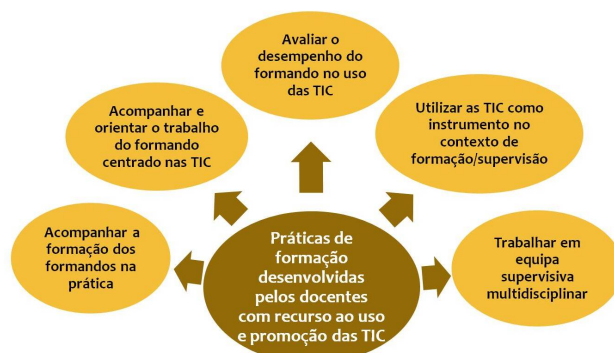 Avaliar o
desempenho do
formando no uso
das TIC
Acompanhar e
orientar o trabalho
do formando
centrado nas TIC
Utilizar as TIC como
instrumento no
contexto de
formação/supervisão
Acompanhar a
formação dos
formandos na
prática
Práticas de
formação
desenvolvidas
pelos docentes
com recurso ao uso
e promoção das TIC
Trabalhar em
equipa
supervisiva
multidisciplinar